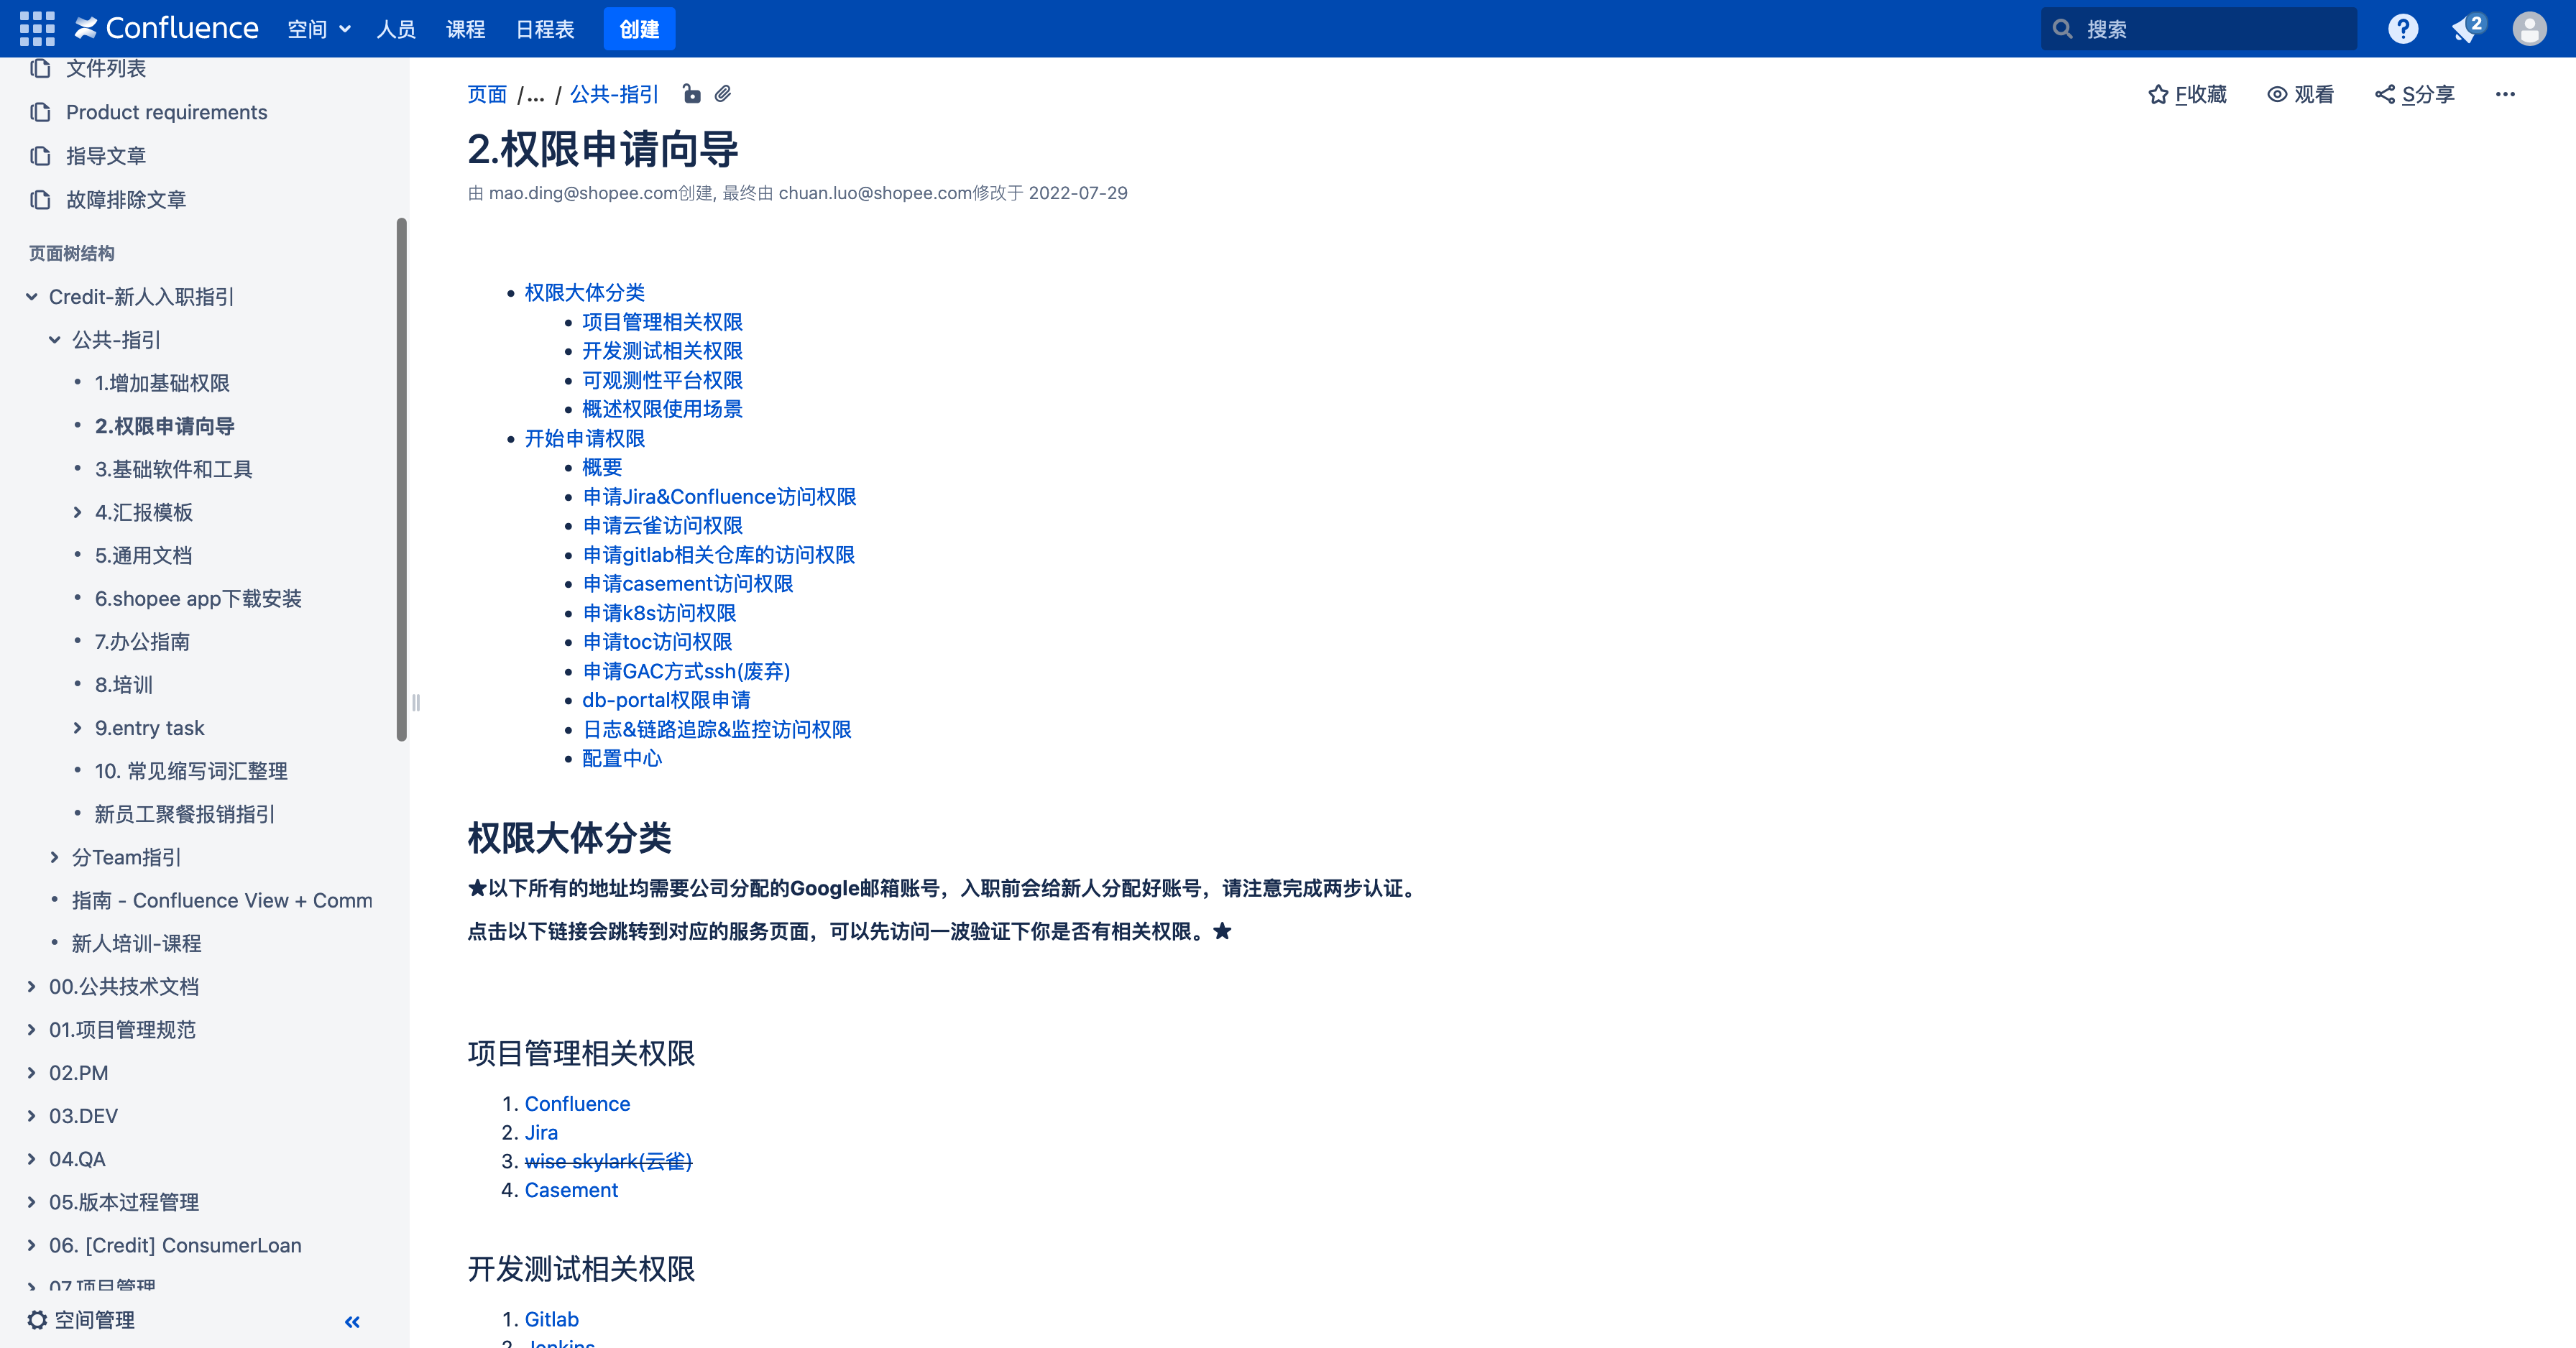 Confluence 空间 人员 课程 日程表 创建 搜索 2
文件列表
Product requirements
指导文章
故障排除文章
页面树结构
Credit-新人入职指引
公共-指引
1.增加基础权限
2.权限申请向导
3.基础软件和工具
4.汇报模板
5.通用文档
6.shopee app下载安装
7.办公指南
8.培训
9.entry task
10. 常见缩写词汇整理
新员工聚餐报销指引
分Team指引
指南 - Confluence View + Comm
新人培训-课程
00.公共技术文档
01.项目管理规范
02.PM
03.DEV
04.QA
05.版本过程管理
06. [Credit] ConsumerLoan
07.项目管理
空间管理
页面 /... / 公共-指引
F收藏 观看 S分享
2.权限申请向导
由 mao.ding@shopee.com创建, 最终由 chuan.luo@shopee.com修改于 2022-07-29
• 权限大体分类
• 项目管理相关权限
• 开发测试相关权限
• 可观测性平台权限
• 概述权限使用场景
• 开始申请权限
• 概要
• 申请Jira&Confluence访问权限
• 申请云雀访问权限
• 申请gitlab相关仓库的访问权限
• 申请casement访问权限
• 申请k8s访问权限
• 申请toc访问权限
• 申请GAC方式ssh(废弃)
• db-portal权限申请
• 日志&链路追踪&监控访问权限
• 配置中心
权限大体分类
★以下所有的地址均需要公司分配的Google邮箱账号，入职前会给新人分配好账号，请注意完成两步认证。
点击以下链接会跳转到对应的服务页面，可以先访问一波验证下你是否有相关权限。★
项目管理相关权限
1. Confluence
2. Jira
3. wise skylark(云雀)
4. Casement
开发测试相关权限
1. Gitlab
2. Jenkins